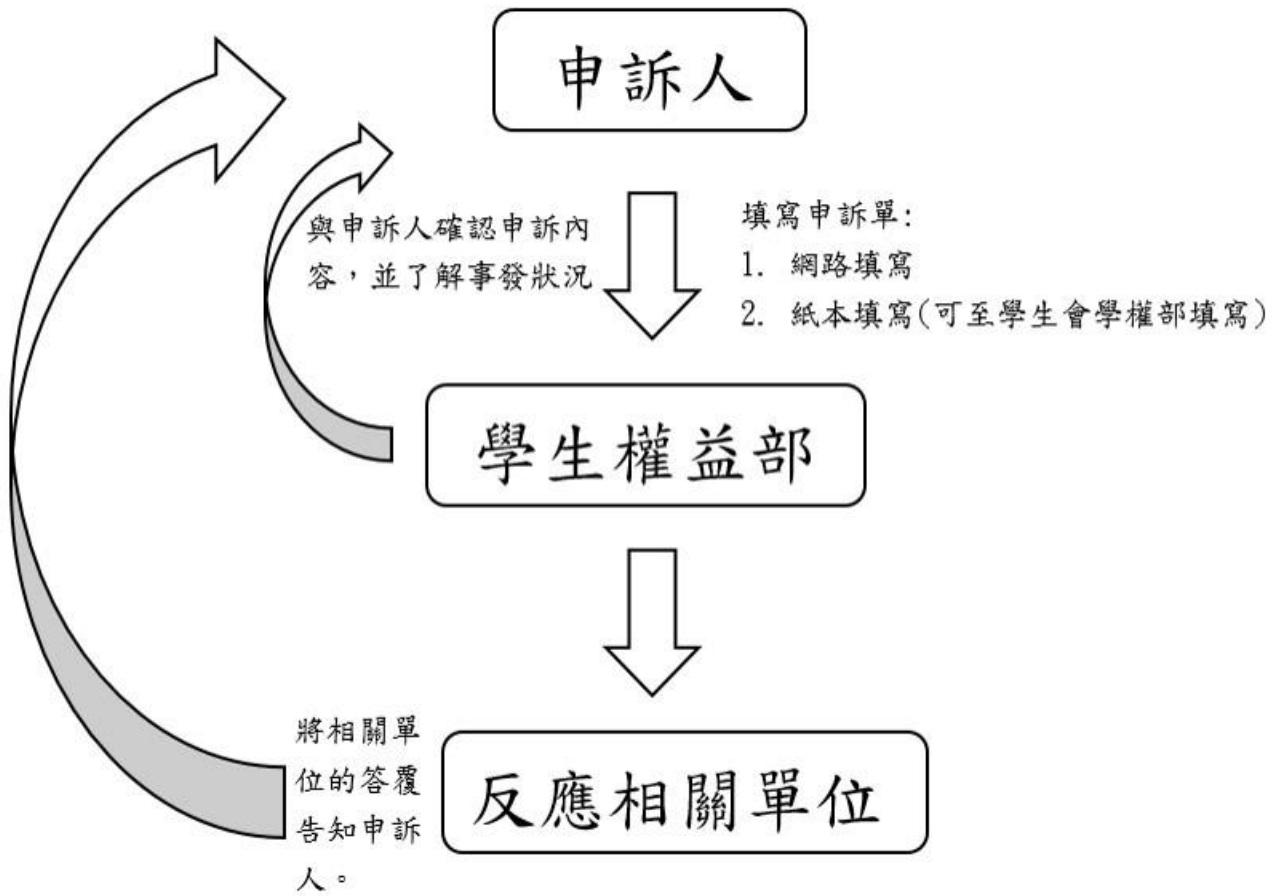 申訴人
與申訴人確認申訴內
容，並了解事發狀況
填寫申訴單:
1. 網路填寫
2. 紙本填寫(可至學生會學權部填寫)
學生權益部
將相關單
位的答覆
告知申訴
人。
反應相關單位